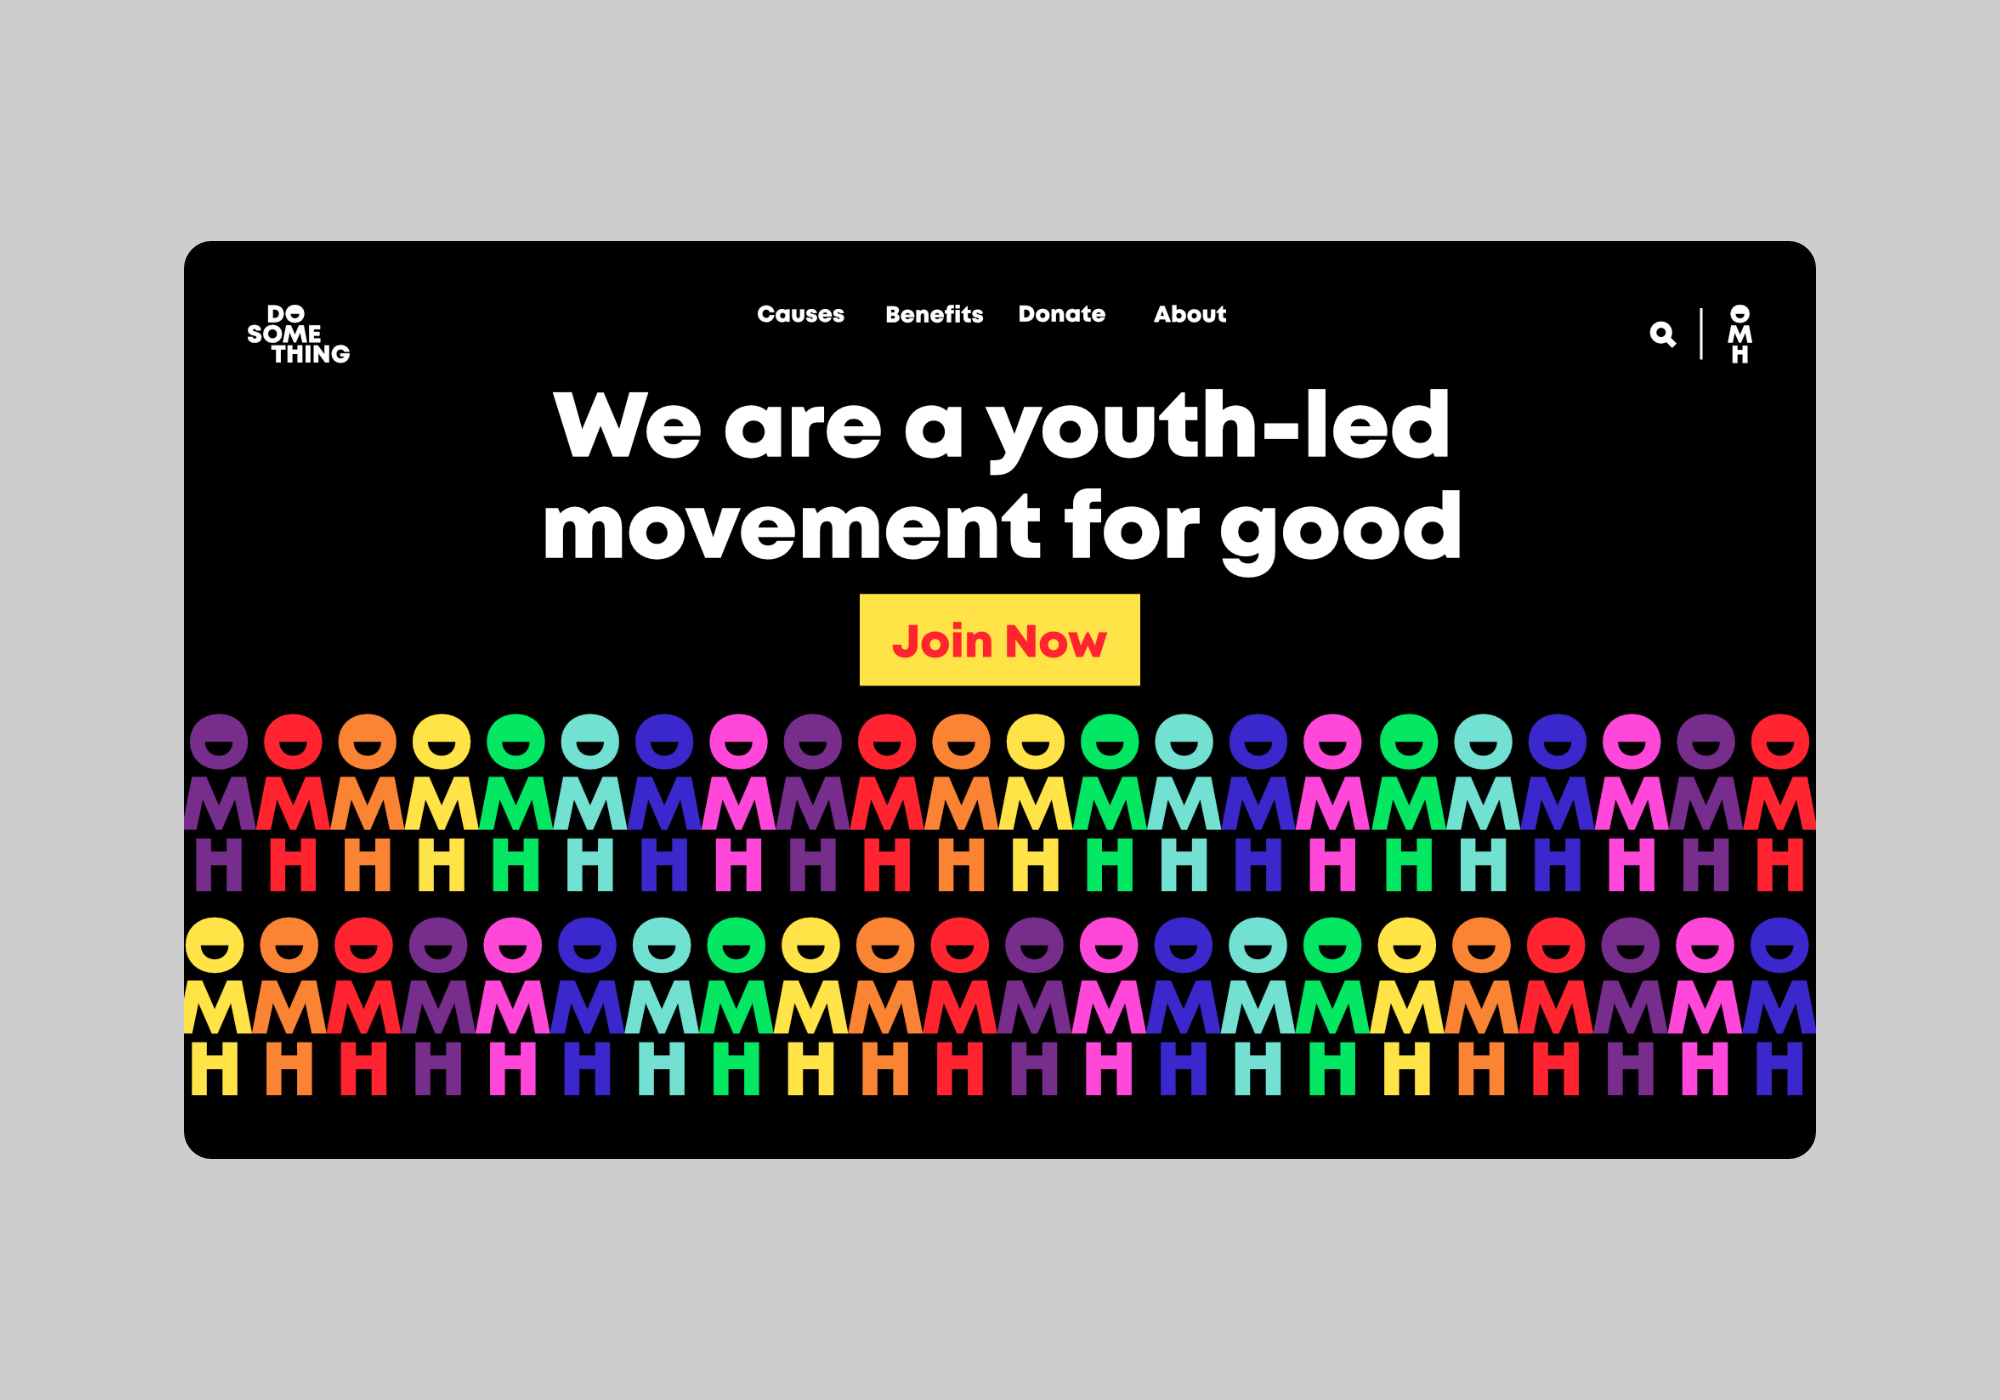 DO
SOME
THING
Causes Benefits Donate About
O
M
H
We are a youth-led
movement for good
Join Now
O O O O O O O O O O O O O O O O O O O O O O
M M M M M M M M M M M M M M M M M M M M M M
H H H H H H H H H H H H H H H H H H H H H H
O O O O O O O O O O O O O O O O O O O O O O
M M M M M M M M M M M M M M M M M M M M M M
H H H H H H H H H H H H H H H H H H H H H H